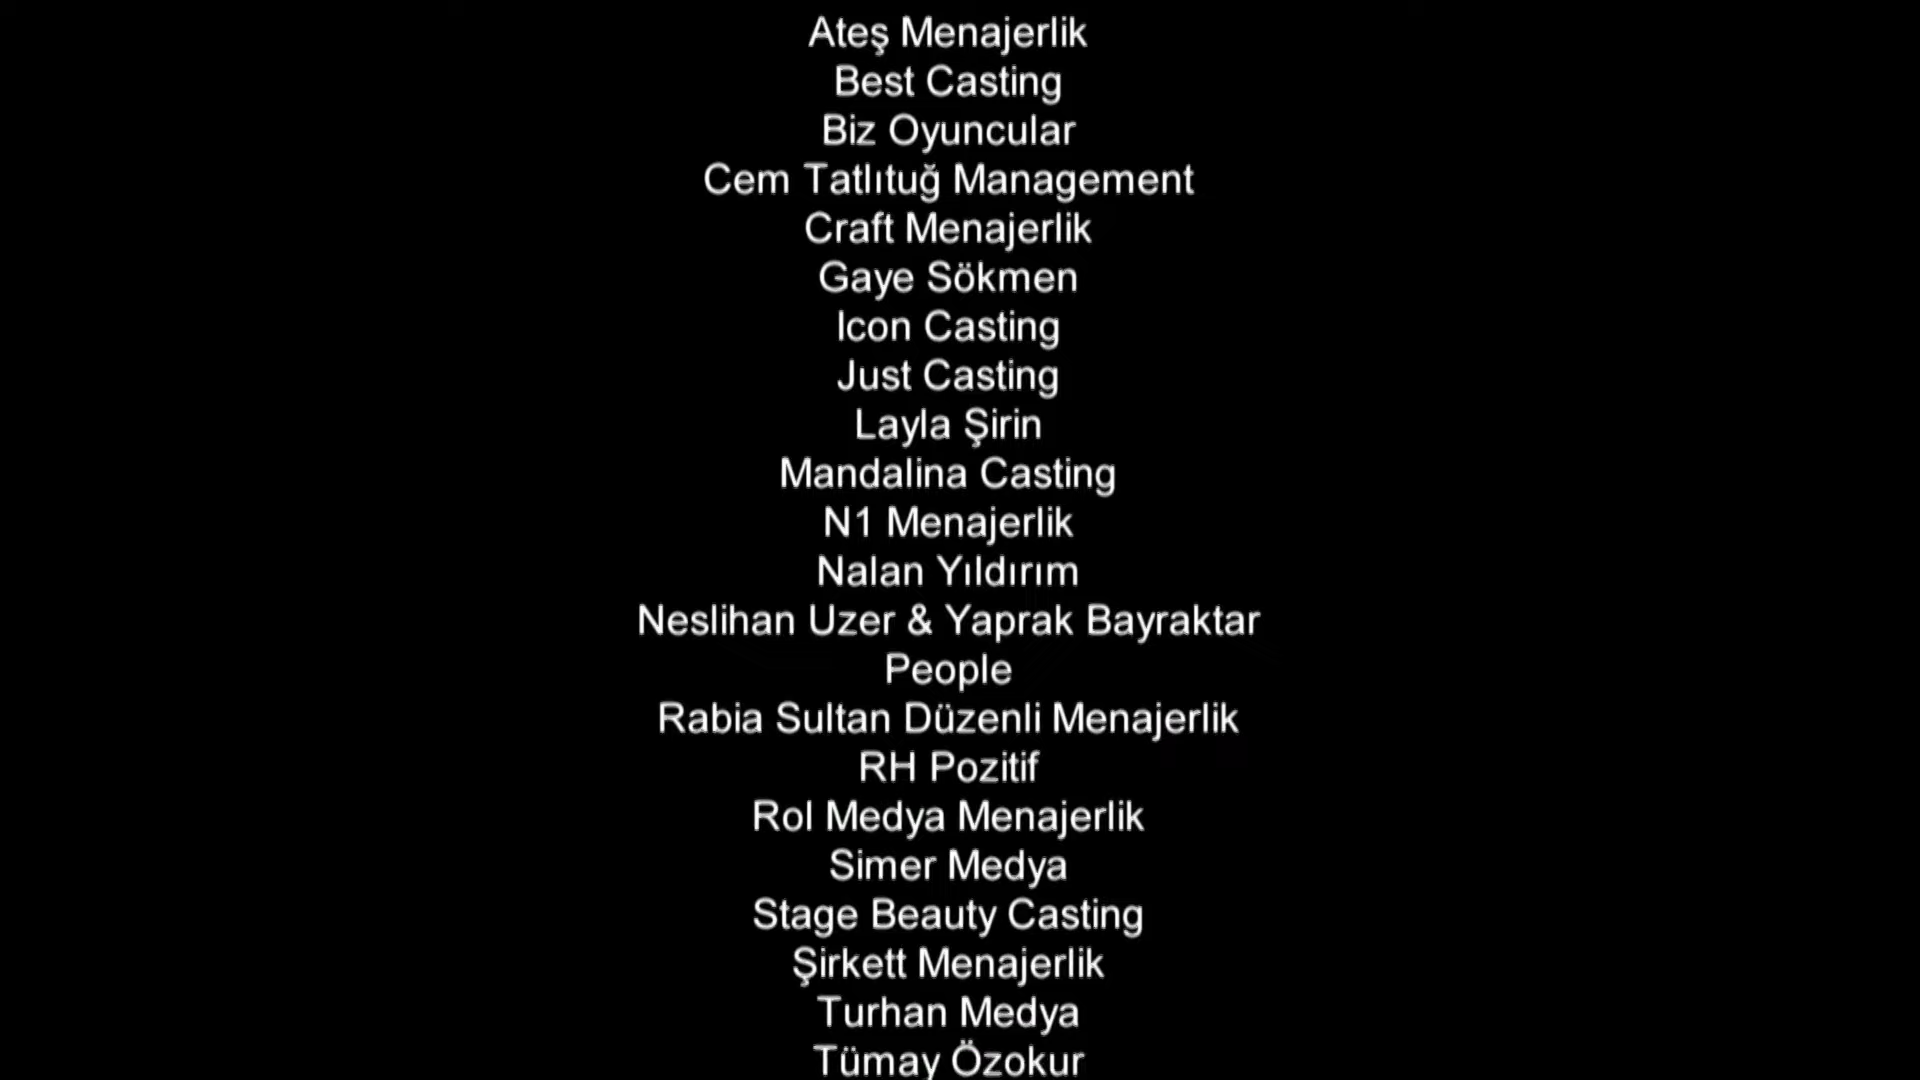 Ateş Menajerlik
Best Casting
Biz Oyuncular
Cem Tatlıtuğ Management
Craft Menajerlik
Gaye Sökmen
Icon Casting
Just Casting
Layla Şirin
Mandalina Casting
N1 Menajerlik
Nalan Yıldırım
Neslihan Uzer & Yaprak Bayraktar
People
Rabia Sultan Düzenli Menajerlik
RH Pozitif
Rol Medya Menajerlik
Simer Medya
Stage Beauty Casting
Şirkett Menajerlik
Turhan Medya
Tümay Özokur